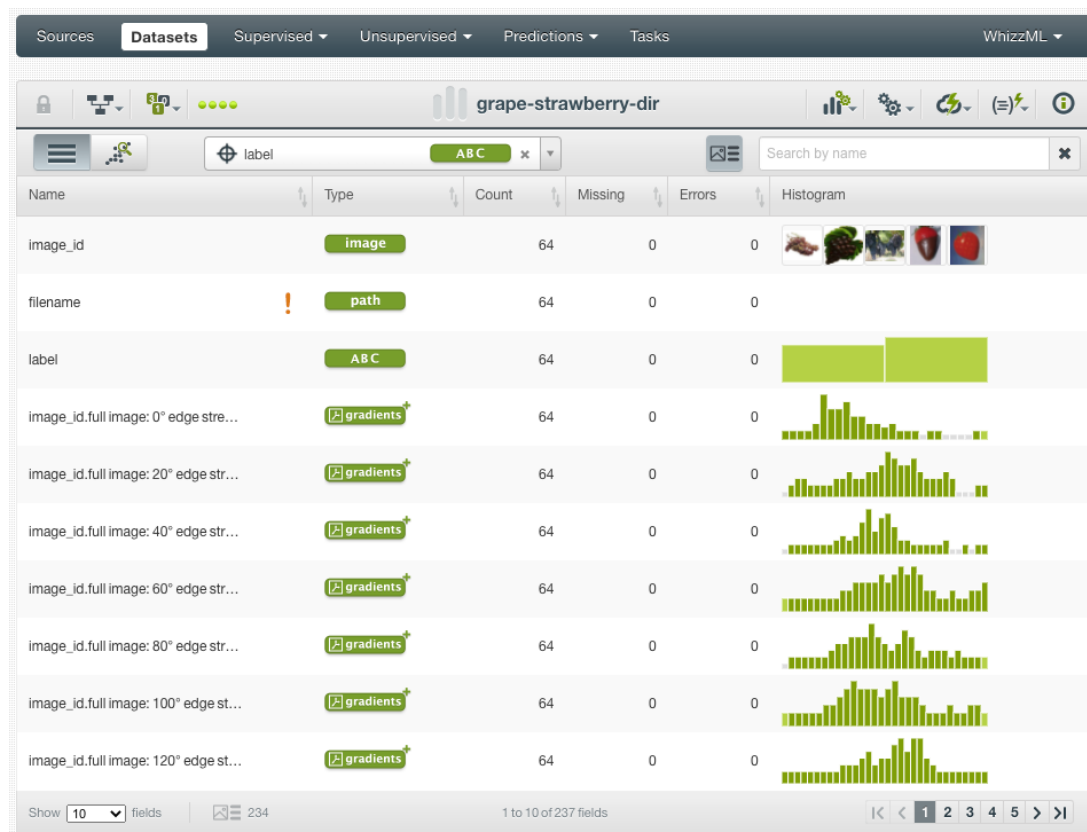 Sources Datasets Supervised Unsupervised Predictions Tasks WhizzML
grape-strawberry-dir
label ABC Search by name
Name Type Count Missing Errors Histogram
image_id image 64 0 0
filename ! path 64 0 0
label ABC 64 0 0
image_id.full image: 0° edge stre... gradients 64 0 0
image_id.full image: 20° edge str... gradients 64 0 0
image_id.full image: 40° edge str... gradients 64 0 0
image_id.full image: 60° edge str... gradients 64 0 0
image_id.full image: 80° edge str... gradients 64 0 0
image_id.full image: 100° edge st... gradients 64 0 0
image_id.full image: 120° edge st... gradients 64 0 0
Show 10 fields 234 1 to 10 of 237 fields 1 2 3 4 5